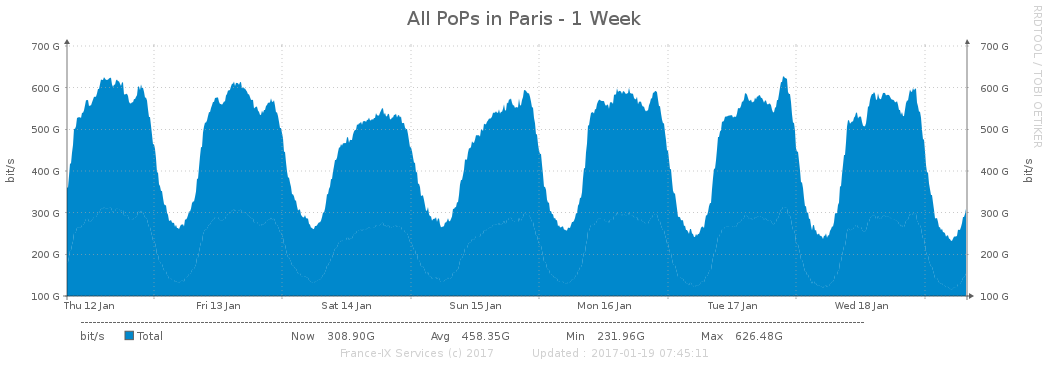 All PoPs in Paris - 1 Week
RRDTOOL / TOBI OETIKER
700 G 700 G
600 G 600 G
500 G 500 G
400 G 400 G
300 G 300 G
200 G 200 G
100 G 100 G
bit/s bit/s
Thu 12 Jan Fri 13 Jan Sat 14 Jan Sun 15 Jan Mon 16 Jan Tue 17 Jan Wed 18 Jan
bit/s Total Now 308.90G Avg 458.35G Min 231.96G Max 626.48G
France-IX Services (c) 2017 Updated : 2017-01-19 07:45:11